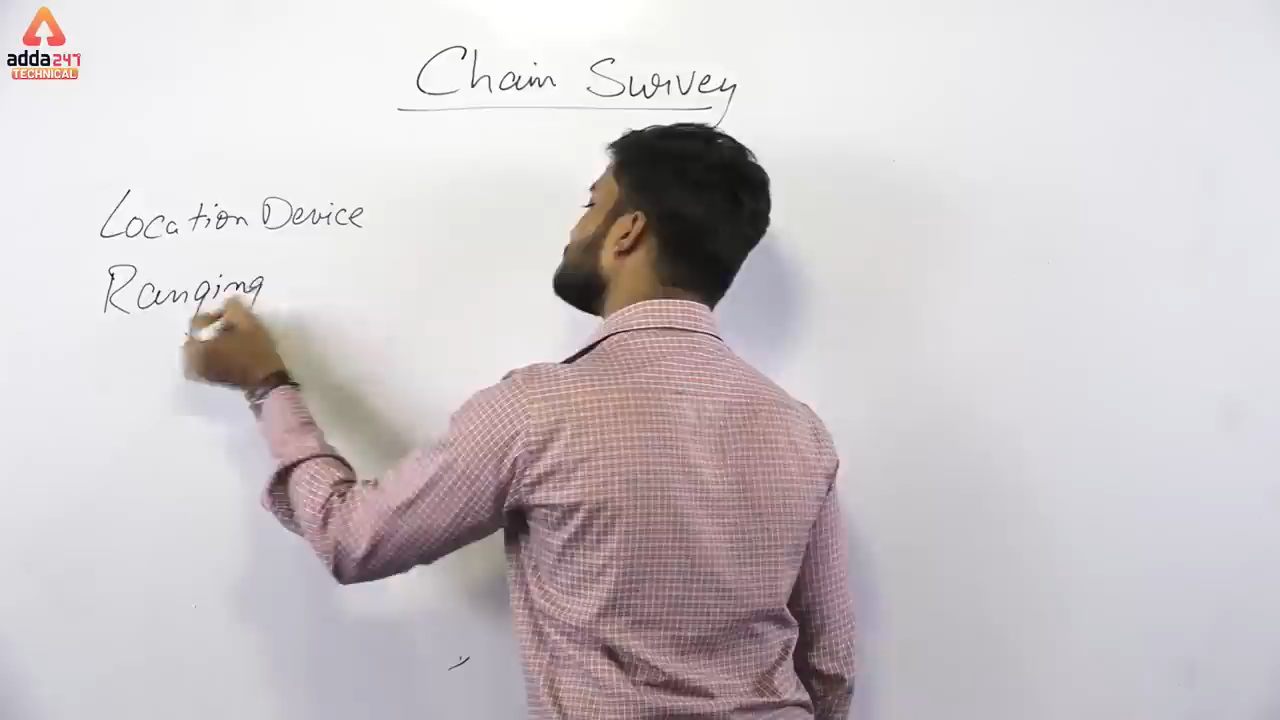 adda247
TECHNICAL
Chain Survey
Location Device
Ranging